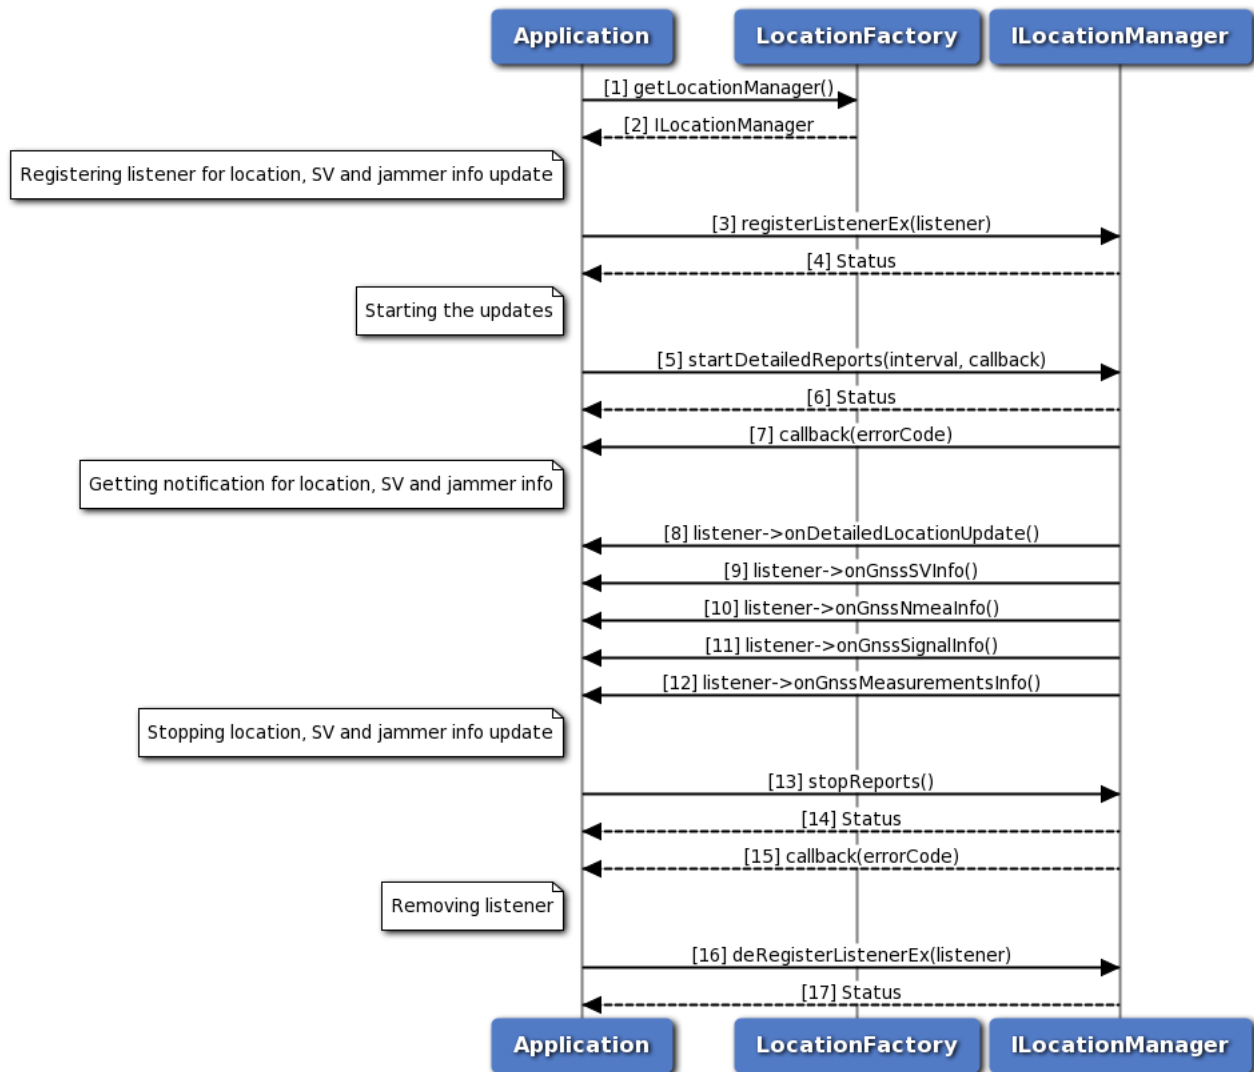 Application
LocationFactory
ILocationManager
[1] getLocationManager()
[2] ILocationManager
Registering listener for location, SV and jammer info update
[3] registerListenerEx(listener)
[4] Status
Starting the updates
[5] startDetailedReports(interval, callback)
[6] Status
[7] callback(errorCode)
Getting notification for location, SV and jammer info
[8] listener->onDetailedLocationUpdate()
[9] listener->onGnssSVInfo()
[10] listener->onGnssNmeaInfo()
[11] listener->onGnssSignalInfo()
[12] listener->onGnssMeasurementsInfo()
Stopping location, SV and jammer info update
[13] stopReports()
[14] Status
[15] callback(errorCode)
Removing listener
[16] deRegisterListenerEx(listener)
[17] Status
Application
LocationFactory
ILocationManager